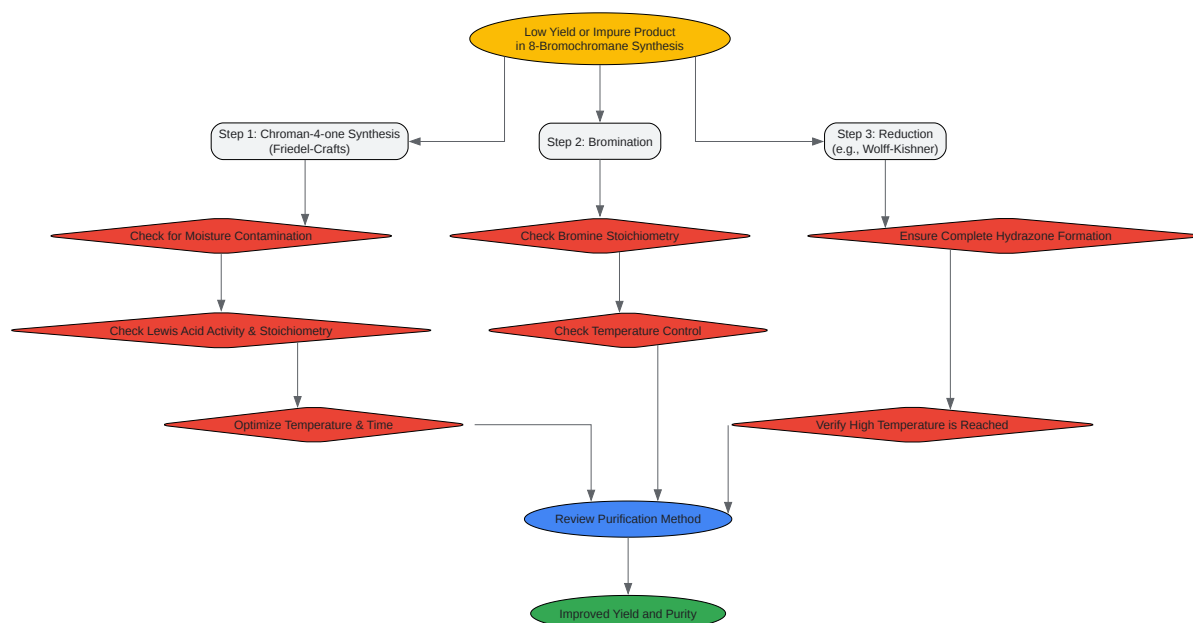 Low Yield or Impure Product
in 8-Bromochromane Synthesis
Step 1: Chroman-4-one Synthesis
(Friedel-Crafts)
Step 2: Bromination
Step 3: Reduction
(e.g., Wolff-Kishner)
Check for Moisture Contamination
Check Bromine Stoichiometry
Ensure Complete Hydrazone Formation
Check Lewis Acid Activity & Stoichiometry
Check Temperature Control
Optimize Temperature & Time
Verify High Temperature is Reached
Review Purification Method
Improved Yield and Purity